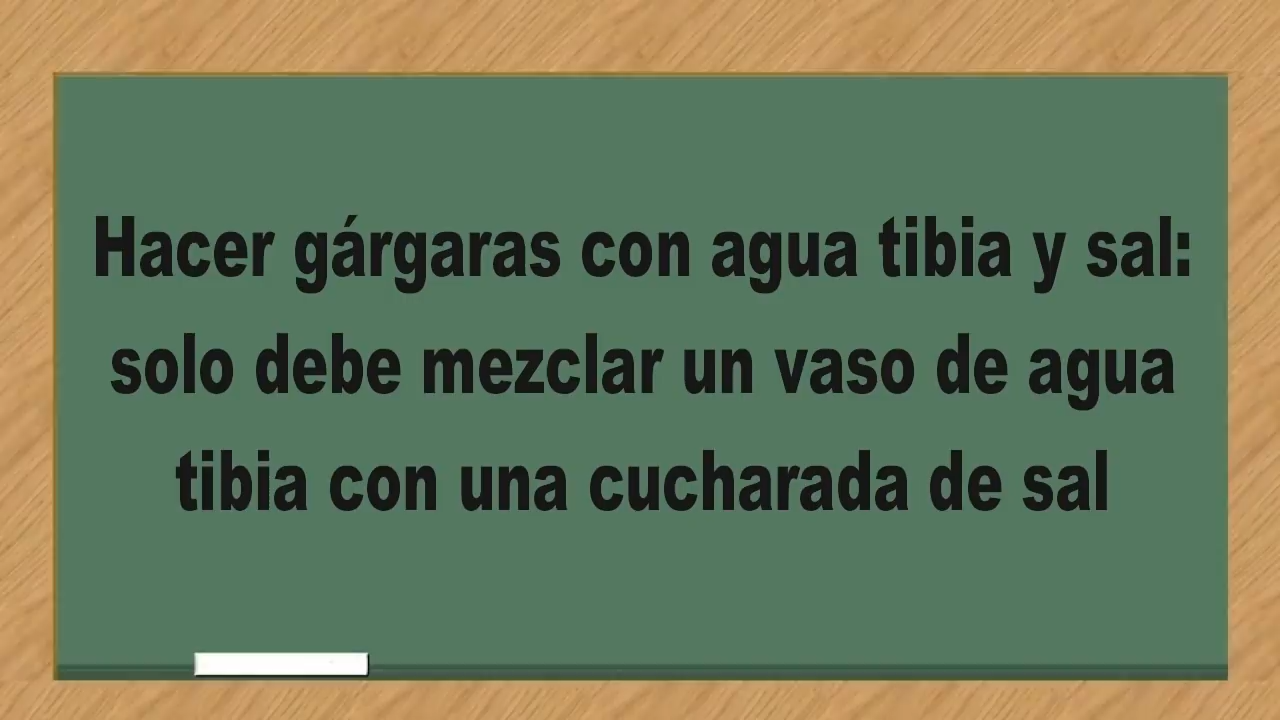 Hacer gárgaras con agua tibia y sal:
solo debe mezclar un vaso de agua
tibia con una cucharada de sal